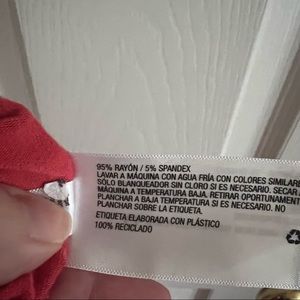 95% RAYÓN / 5% SPANDEX
LAVAR A MÁQUINA CON AGUA FRÍA CON COLORES SIMILARE
SÓLO BLANQUEADOR SIN CLORO SI ES NECESARIO. SECAR
MÁQUINA A TEMPERATURA BAJA. RETIRAR OPORTUNAMENT
PLANCHAR A BAJA TEMPERATURA SI ES NECESARIO. NO
PLANCHAR SOBRE LA ETIQUETA.
ETIQUETA ELABORADA CON PLÁSTICO
100% RECICLADO